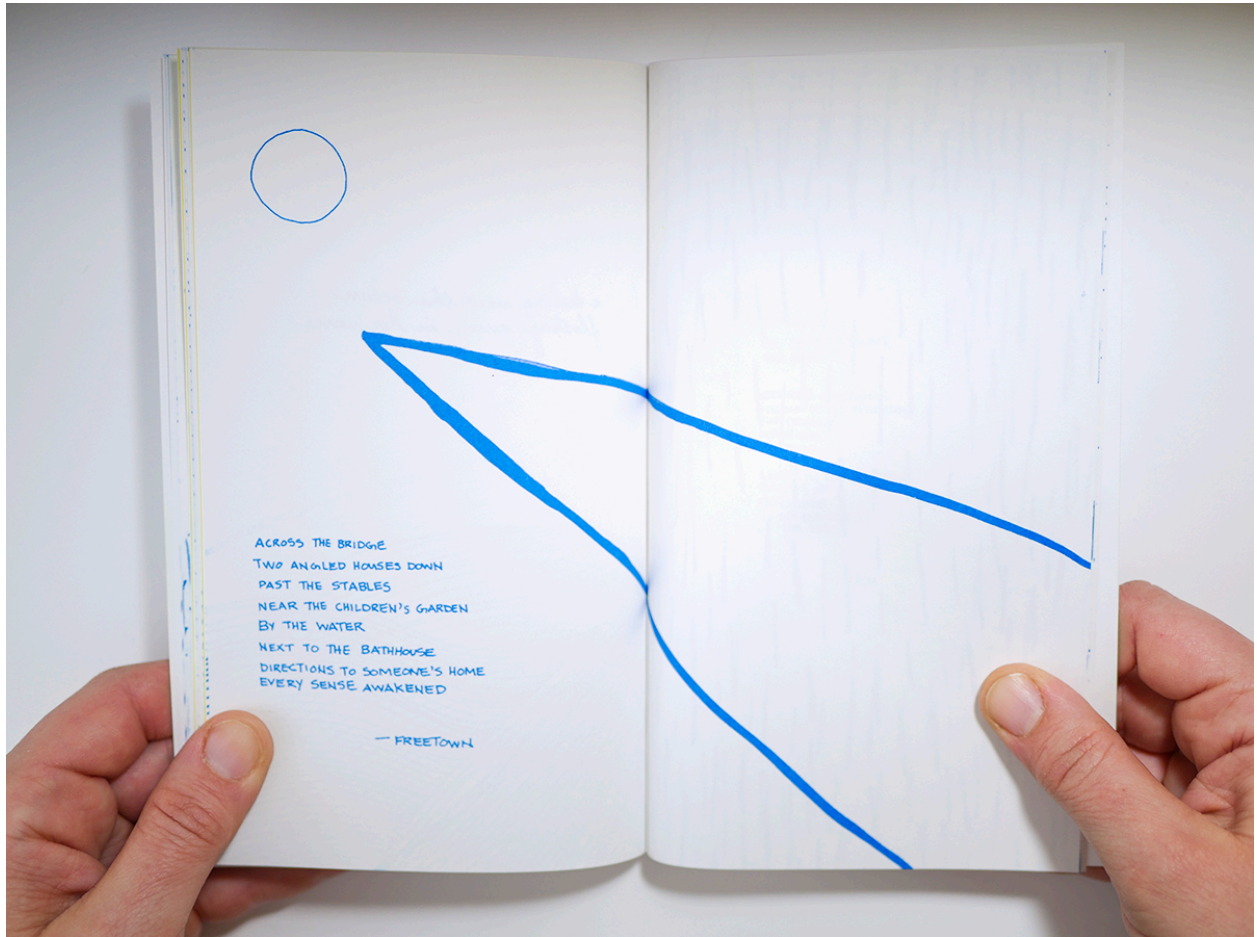 ACROSS THE BRIDGE
TWO ANGLED HOUSES DOWN
PAST THE STABLES
NEAR THE CHILDREN'S GARDEN
BY THE WATER
NEXT TO THE BATHHOUSE
DIRECTIONS TO SOMEONE'S HOME
EVERY SENSE AWAKENED
— FREETOWN